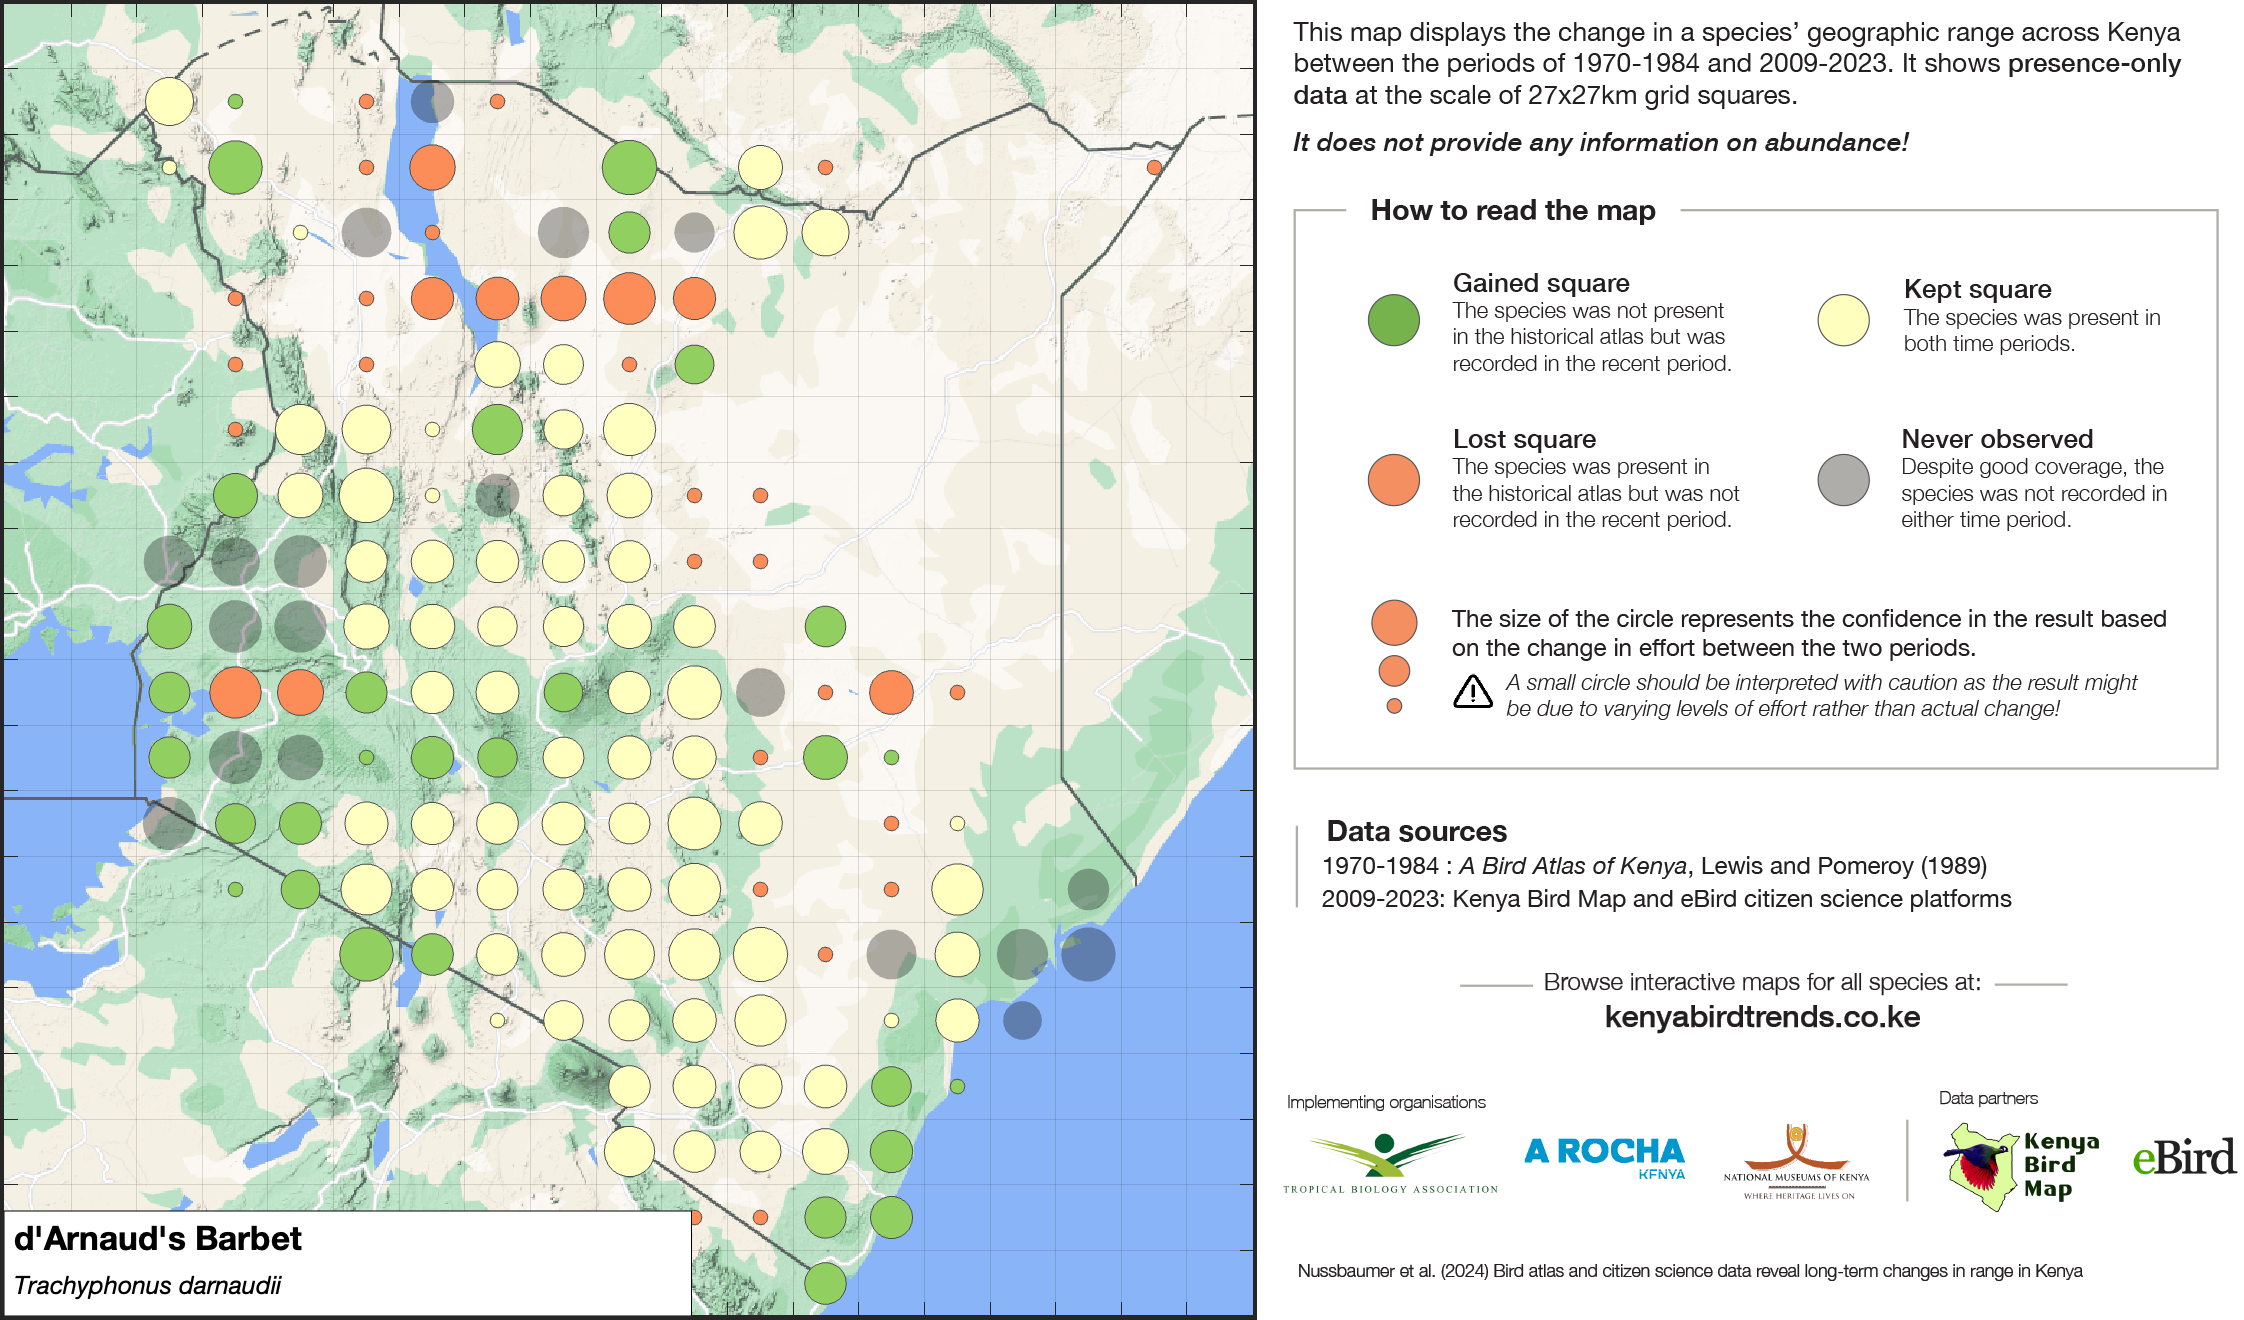 This map displays the change in a species’ geographic range across Kenya
between the periods of 1970-1984 and 2009-2023. It shows presence-only
data at the scale of 27x27km grid squares.
It does not provide any information on abundance!
How to read the map
Gained square
The species was not present
in the historical atlas but was
recorded in the recent period.
Kept square
The species was present in
both time periods.
Lost square
The species was present in
the historical atlas but was not
recorded in the recent period.
Never observed
Despite good coverage, the
species was not recorded in
either time period.
The size of the circle represents the confidence in the result based
on the change in effort between the two periods.
A small circle should be interpreted with caution as the result might
be due to varying levels of effort rather than actual change!
Data sources
1970-1984 : A Bird Atlas of Kenya, Lewis and Pomeroy (1989)
2009-2023: Kenya Bird Map and eBird citizen science platforms
Browse interactive maps for all species at:
kenyabirdtrends.co.ke
Implementing organisations
Data partners
TROPICAL BIOLOGY ASSOCIATION
A ROCHA
KENYA
NATIONAL MUSEUMS OF KENYA
WHERE HERITAGE LIVES ON
Kenya
Bird
Map
eBird
Nussbaumer et al. (2024) Bird atlas and citizen science data reveal long-term changes in range in Kenya
d'Arnaud's Barbet
Trachyphonus darnaudii